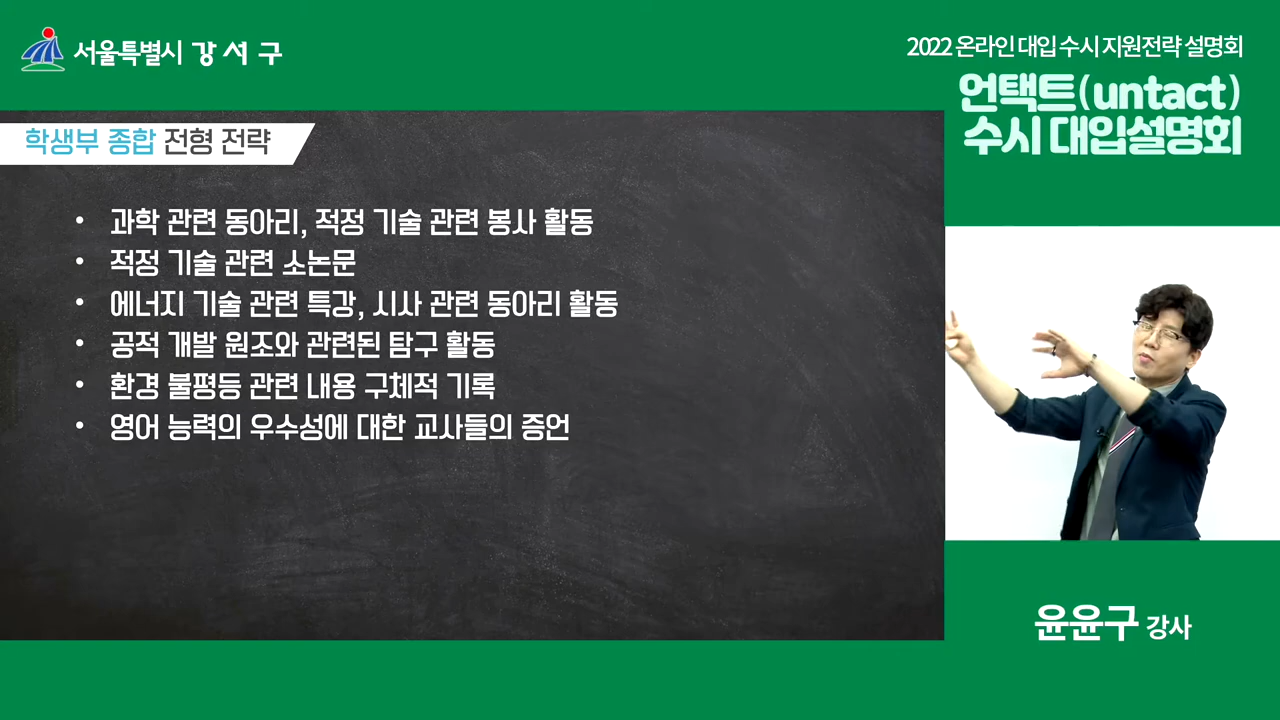 서울특별시 강서구
2022 온라인 대입 수시 지원전략 설명회
언택트(untact)
수시 대입설명회
학생부 종합 전형 전략
• 과학 관련 동아리, 적정 기술 관련 봉사 활동
• 적정 기술 관련 소논문
• 에너지 기술 관련 특강, 시사 관련 동아리 활동
• 공적 개발 원조와 관련된 탐구 활동
• 환경 불평등 관련 내용 구체적 기록
• 영어 능력의 우수성에 대한 교사들의 증언
윤윤구 강사